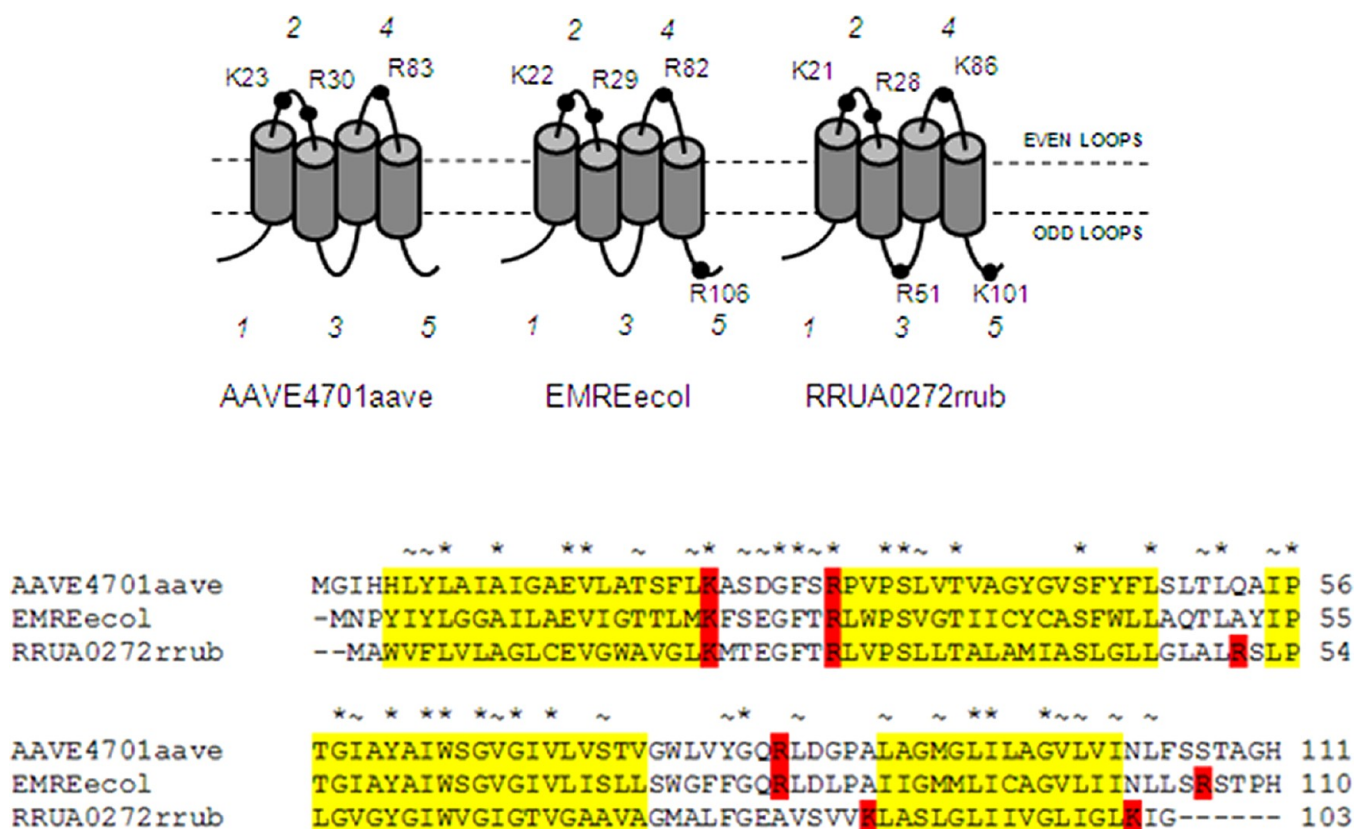 2 4 2 4 2 4
K23 R30 R83 K22 R29 R82 K21 R28 K86
EVEN LOOPS
ODD LOOPS
R106 R51 K101
1 3 5 1 3 5 1 3 5
AAVE4701aave EMREecol RRUA0272rrub
~~* * ** ~ ~* ~~**~* **~ * * * ~* ~*
AAVE4701aave MGIHHLYLAIAIGAEVLATSFLKASDGFSRPVPSLVTVAGYGVSFYFLSLTLQAIP 56
EMREecol -MNPYIYLGGAILAEVIGTTLMKFSEGFTRLWPSVGTIICYCASFWLLAQTLAYIP 55
RRUA0272rrub --MAWVFLVLAGLCEVGWAVGLKMTEGFTRLVPSLLTALAMIASLGLLGLALRSLP 54
*~ * ** *~* * ~ ~* ~ ~ ~ ** *~~ ~ ~
AAVE4701aave TGIAYAIWSGVGIVLVSTVGWLVYGQRLDGPALAGMGLILAGVLVINLFSSTAGH 111
EMREecol TGIAYAIWSGVGIVLISLLSWGFFGQRLDLPAIIGMMLICAGVLIINLLSRSTPH 110
RRUA0272rrub LGVGYGIWVGIGTVGAAVAGMALFGEAVSVVKLASLGLIIVGLIGLKIG------ 103